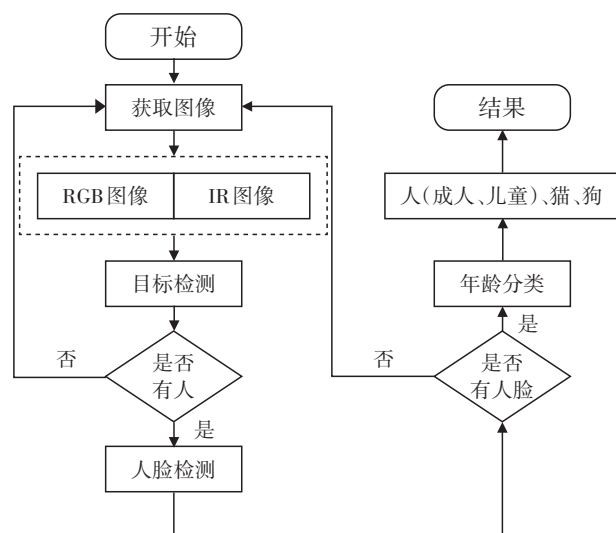 开始
获取图像
RGB图像
IR图像
目标检测
否
是否
有人
是
人脸检测
结果
人(成人、儿童)、猫、狗
年龄分类
是
否
是否
有人脸